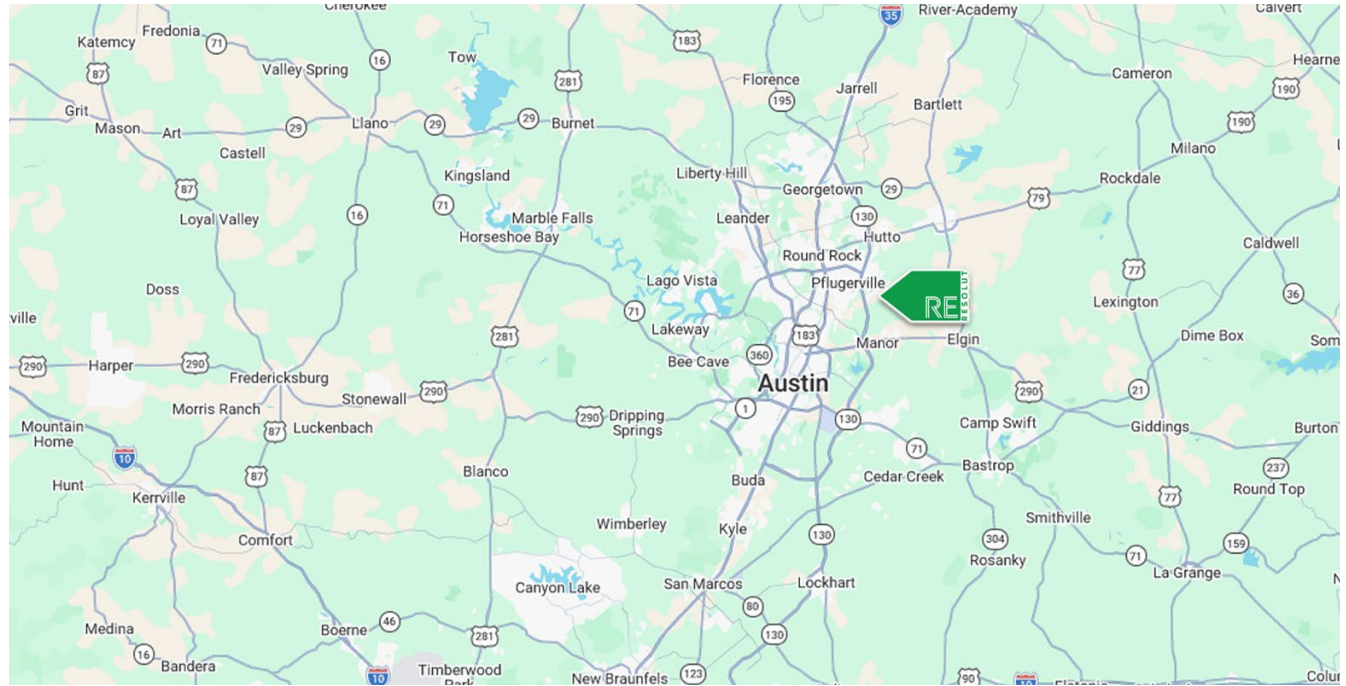 Cherokee
35
River-Academy
Calvert
Katemcy
Fredonia
71
16
Tow
183
Hearne
Valley Spring
87
281
Florence
195
Jarrell
Cameron
190
Grit
Mason
Art
29
Llano
29
29
Burnet
Bartlett
190
Castell
Milano
Kingsland
Liberty Hill
Georgetown
29
Rockdale
87
71
79
Loyal Valley
16
Marble Falls
Leander
130
Horseshoe Bay
Hutto
Caldwell
Round Rock
77
Doss
Lago Vista
Pflugerville
RE
RESOLUT
Lexington
36
ville
71
Lakeway
183
Dime Box
Som
281
Manor
Elgin
290
Harper
290
Bee Cave
360
Fredericksburg
Austin
290
21
Stonewall
290
Morris Ranch
1
290
Dripping
Springs
130
Camp Swift
Mountain
Home
87
Luckenbach
Giddings
Burton
10
71
Blanco
Bastrop
237
Hunt
87
Buda
Cedar Creek
Round Top
Kerrville
77
Wimberley
Kyle
Smithville
Comfort
130
304
159
Rosanky
71
La Grange
Canyon Lake
San Marcos
Lockhart
80
Medina
Boerne
46
281
130
16
Bandera
10
Timberwood
Park
New Braunfels
123
90
10
Flatonia
Colu